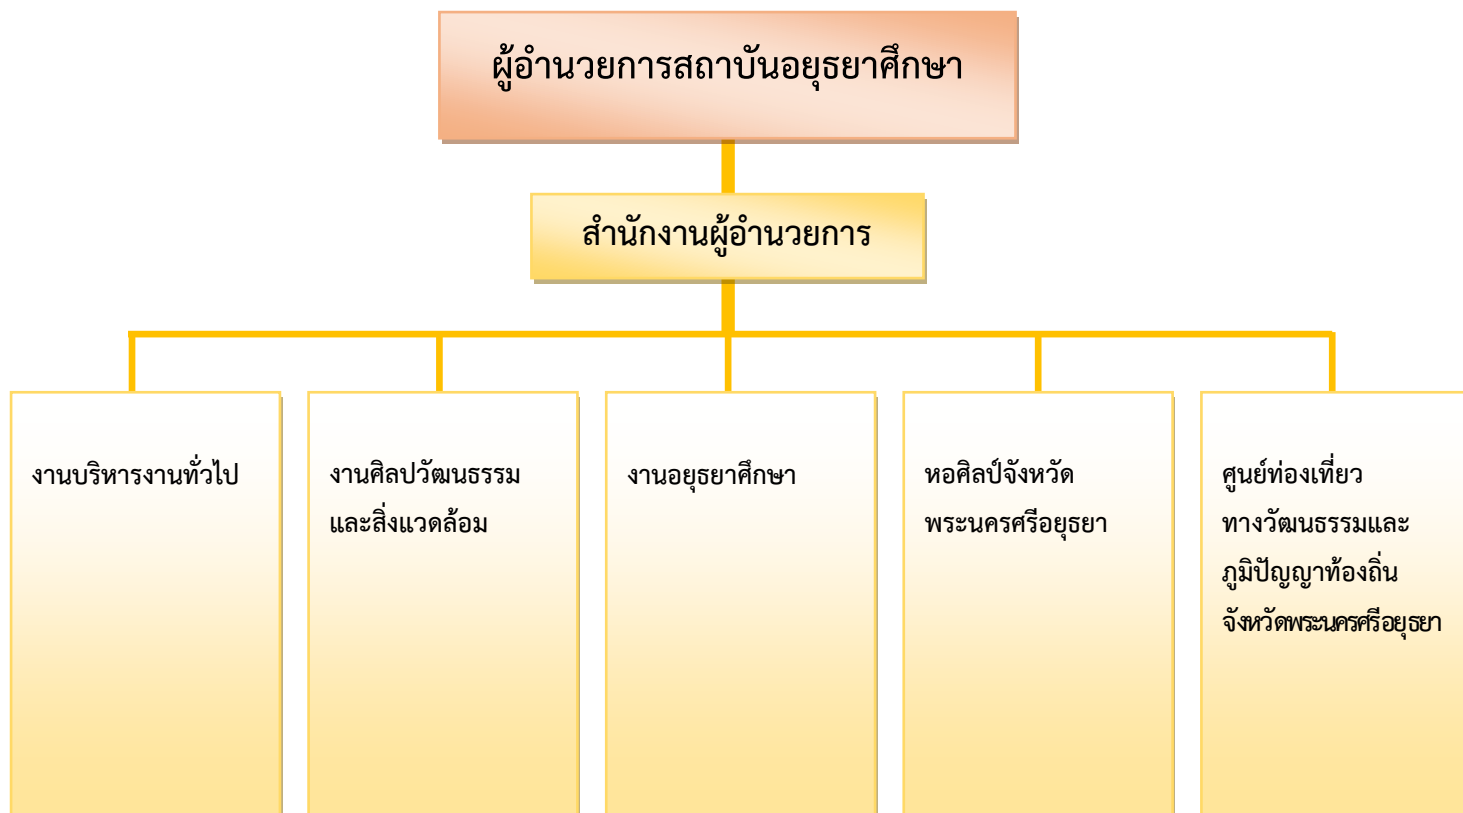 ผู้อำนวยการสถาบันอยุธยาศึกษา
สำนักงานผู้อำนวยการ
งานบริหารงานทั่วไป
งานศิลปวัฒนธรรม
และสิ่งแวดล้อม
งานอยุธยาศึกษา
หอศิลป์จังหวัด
พระนครศรีอยุธยา
ศูนย์ท่องเที่ยว
ทางวัฒนธรรมและ
ภูมิปัญญาท้องถิ่น
จังหวัดพระนครศรีอยุธยา